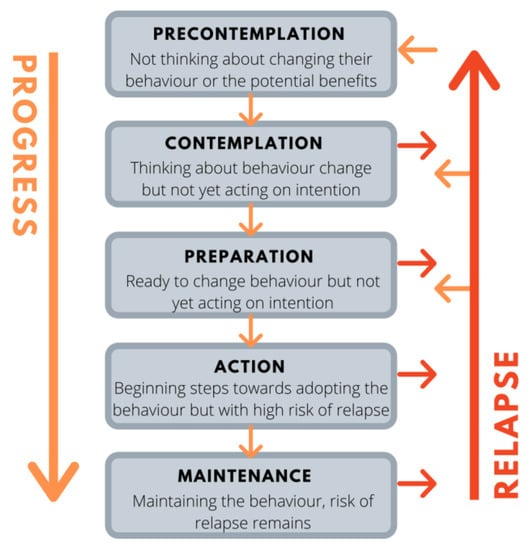 PROGRESS
PRECONTEMPLATION
Not thinking about changing their
behaviour or the potential benefits
CONTEMPLATION
Thinking about behaviour change
but not yet acting on intention
PREPARATION
Ready to change behaviour but not
yet acting on intention
ACTION
Beginning steps towards adopting the
behaviour but with high risk of relapse
MAINTENANCE
Maintaining the behaviour, risk of
relapse remains
RELAPSE